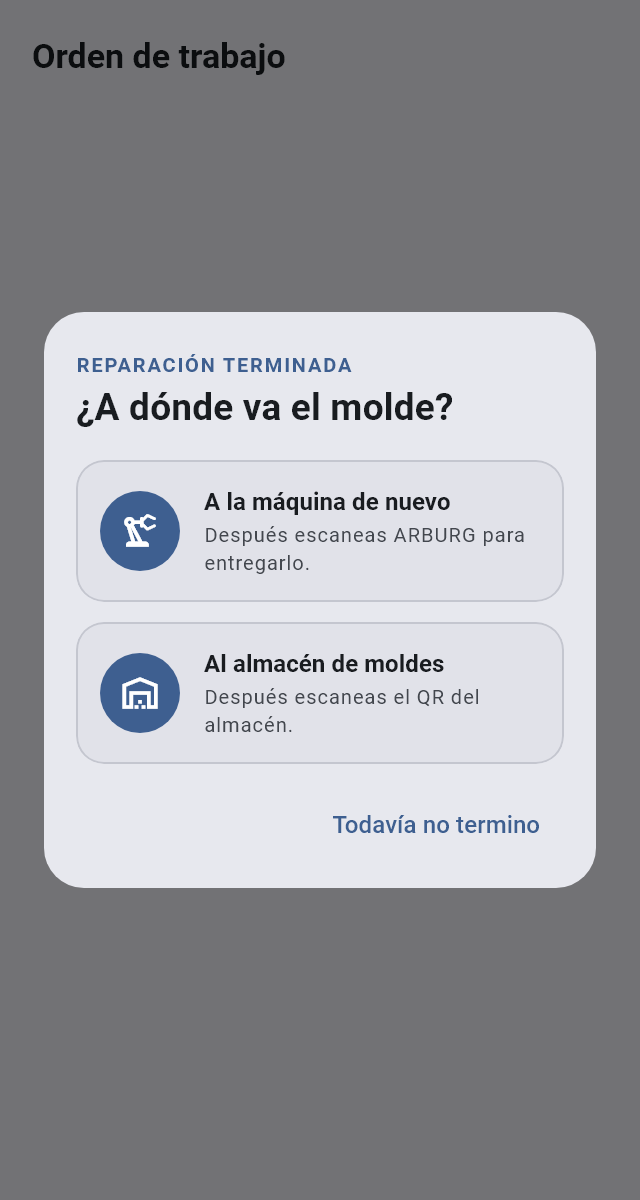 Orden de trabajo
REPARACIÓN TERMINADA
¿A dónde va el molde?
A la máquina de nuevo
Después escaneas ARBURG para
entregarlo.
Al almacén de moldes
Después escaneas el QR del
almacén.
Todavía no termino